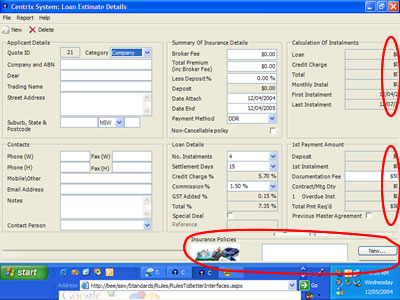 Centrix System: Loan Estimate Details
File Report Help
New Delete
Applicant Details
Quote ID 21 Category Company
Company and ABN
Dear
Trading Name
Street Address
Suburb, State & Postcode NSW
Contacts
Phone (W) Fax (W)
Phone (H) Fax (H)
Mobile/Other
Email Address
Notes
Contact Person
Summary Of Insurance Details
Broker Fee $0.00
Total Premium (inc Broker Fee) $0.00
Less Deposit% 0.00 %
Deposit $0.00
Date Attach 12/04/2004
Date End 12/04/2005
Payment Method DDR
Non-Cancellable policy
Loan Details
No. Instalments 4
Settlement Days 15
Credit Charge % 5.70 %
Commission % 1.50 %
GST Added % 0.15 %
Total % 7.35 %
Special Deal
Reference
Calculation Of Instalments
Loan $0
Credit Charge $0
Total $0
Monthly Instal $0
First Instalment 12/04/2
Last Instalment 12/07/2
1st Payment Amount
Deposit $0
1st Instalment $0
Documentation Fee $50
Contract/Mtg Dty $0
1 Overdue Inst $0
Total Pmt Req'd $50
Previous Master Agreement
Insurance Policies
New...
start
Wednesday
12/05/2004
Address http://bee/ssw/Standards/Rules/RulesToBetterInterfaces.aspx Go
Google